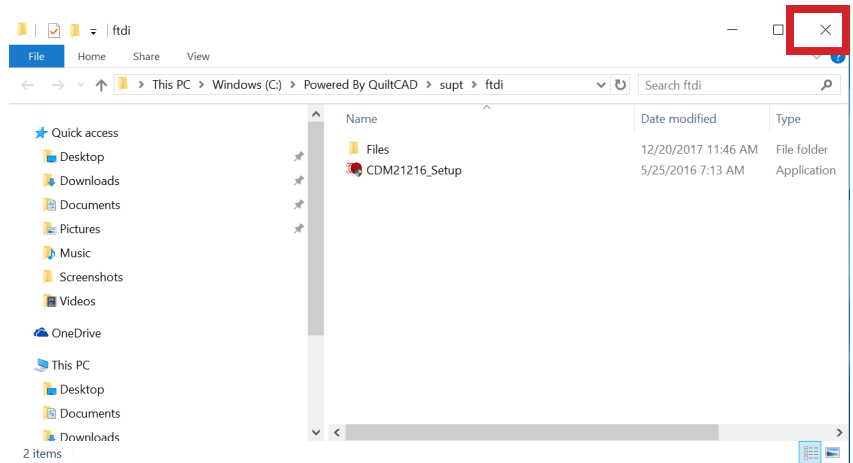 ftdi
File Home Share View
This PC > Windows (C:) > Powered By QuiltCAD > supt > ftdi Search ftdi
Name Date modified Type
Quick access
Desktop
Downloads
Documents
Pictures
Music
Screenshots
Videos
OneDrive
This PC
Desktop
Documents
Downloads
Files 12/20/2017 11:46 AM File folder
CDM21216_Setup 5/25/2016 7:13 AM Application
2 items